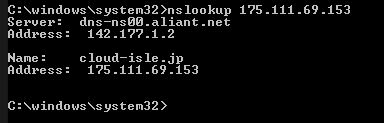 C:\windows\system32>nslookup 175.111.69.153
Server:  dns-ns00.aliant.net
Address:  142.177.1.2
Name:    cloud-isle.jp
Address:  175.111.69.153
C:\windows\system32>